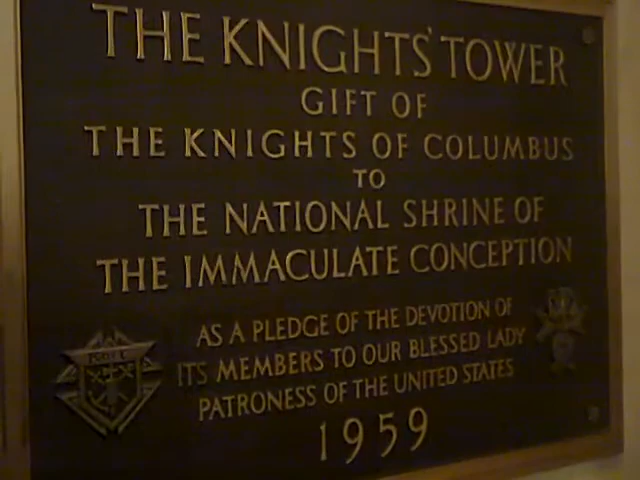 THE KNIGHTS' TOWER
GIFT OF
THE KNIGHTS OF COLUMBUS
TO
THE NATIONAL SHRINE OF
THE IMMACULATE CONCEPTION
AS A PLEDGE OF THE DEVOTION OF
ITS MEMBERS TO OUR BLESSED LADY
PATRONESS OF THE UNITED STATES
1959